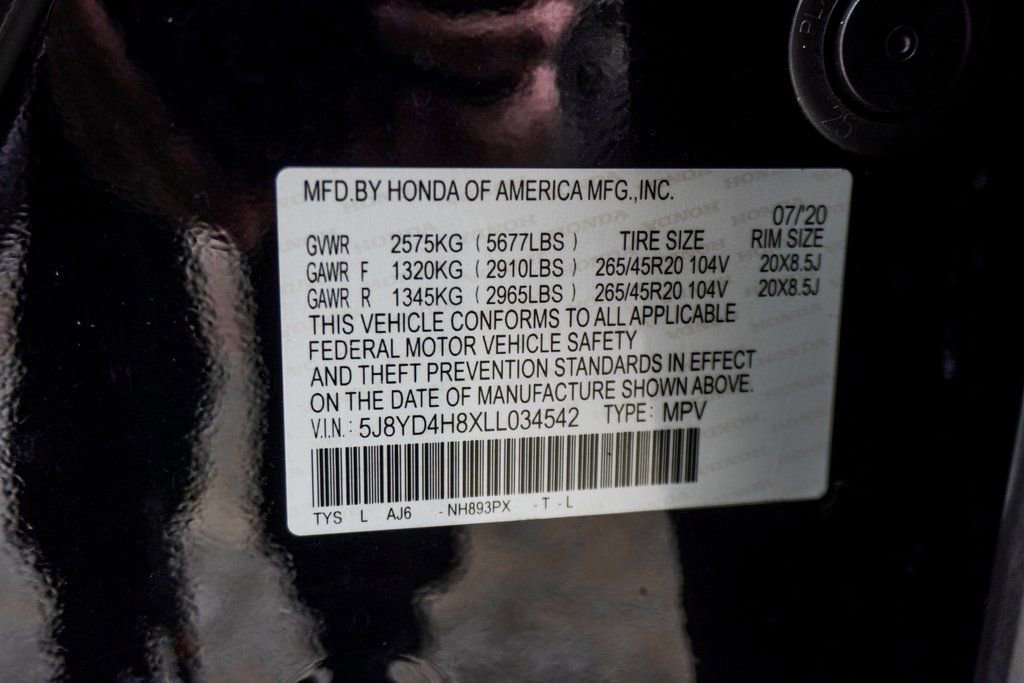 MFD.BY HONDA OF AMERICA MFG.,INC.
07/'20
GVWR 2575KG ( 5677LBS ) TIRE SIZE RIM SIZE
GAWR F 1320KG ( 2910LBS ) 265/45R20 104V 20X8.5J
GAWR R 1345KG ( 2965LBS ) 265/45R20 104V 20X8.5J
THIS VEHICLE CONFORMS TO ALL APPLICABLE
FEDERAL MOTOR VEHICLE SAFETY
AND THEFT PREVENTION STANDARDS IN EFFECT
ON THE DATE OF MANUFACTURE SHOWN ABOVE.
V.I.N.: 5J8YD4H8XLL034542 TYPE: MPV
TYS L AJ6 - NH893PX - T - L